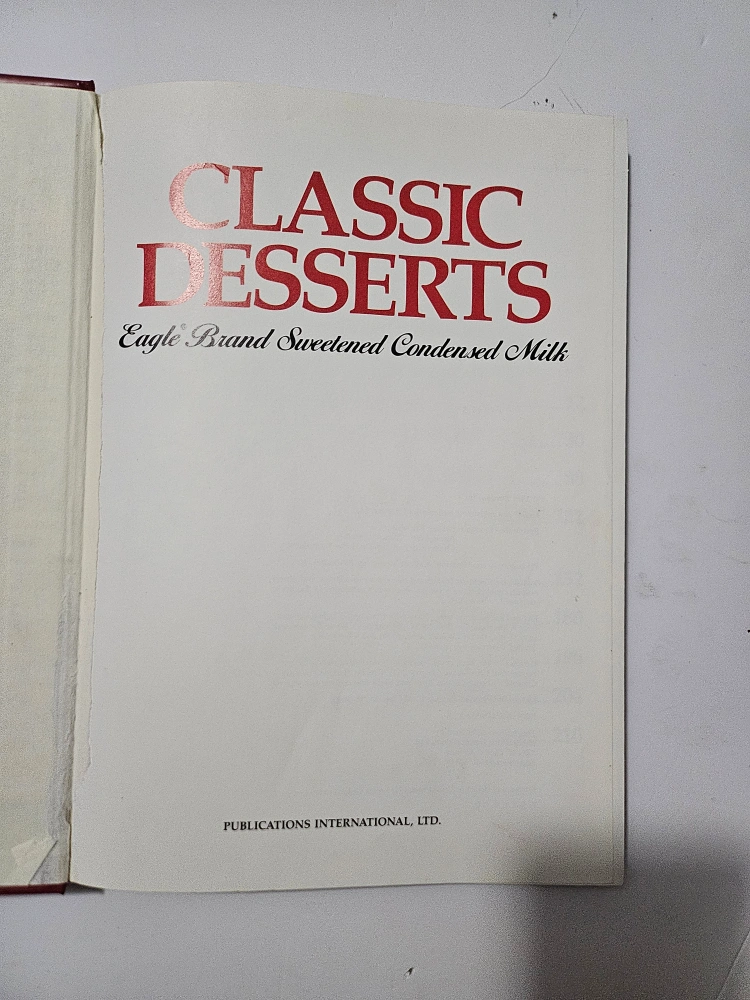 CLASSIC
DESSERTS
Eagle® Brand Sweetened Condensed Milk
PUBLICATIONS INTERNATIONAL, LTD.